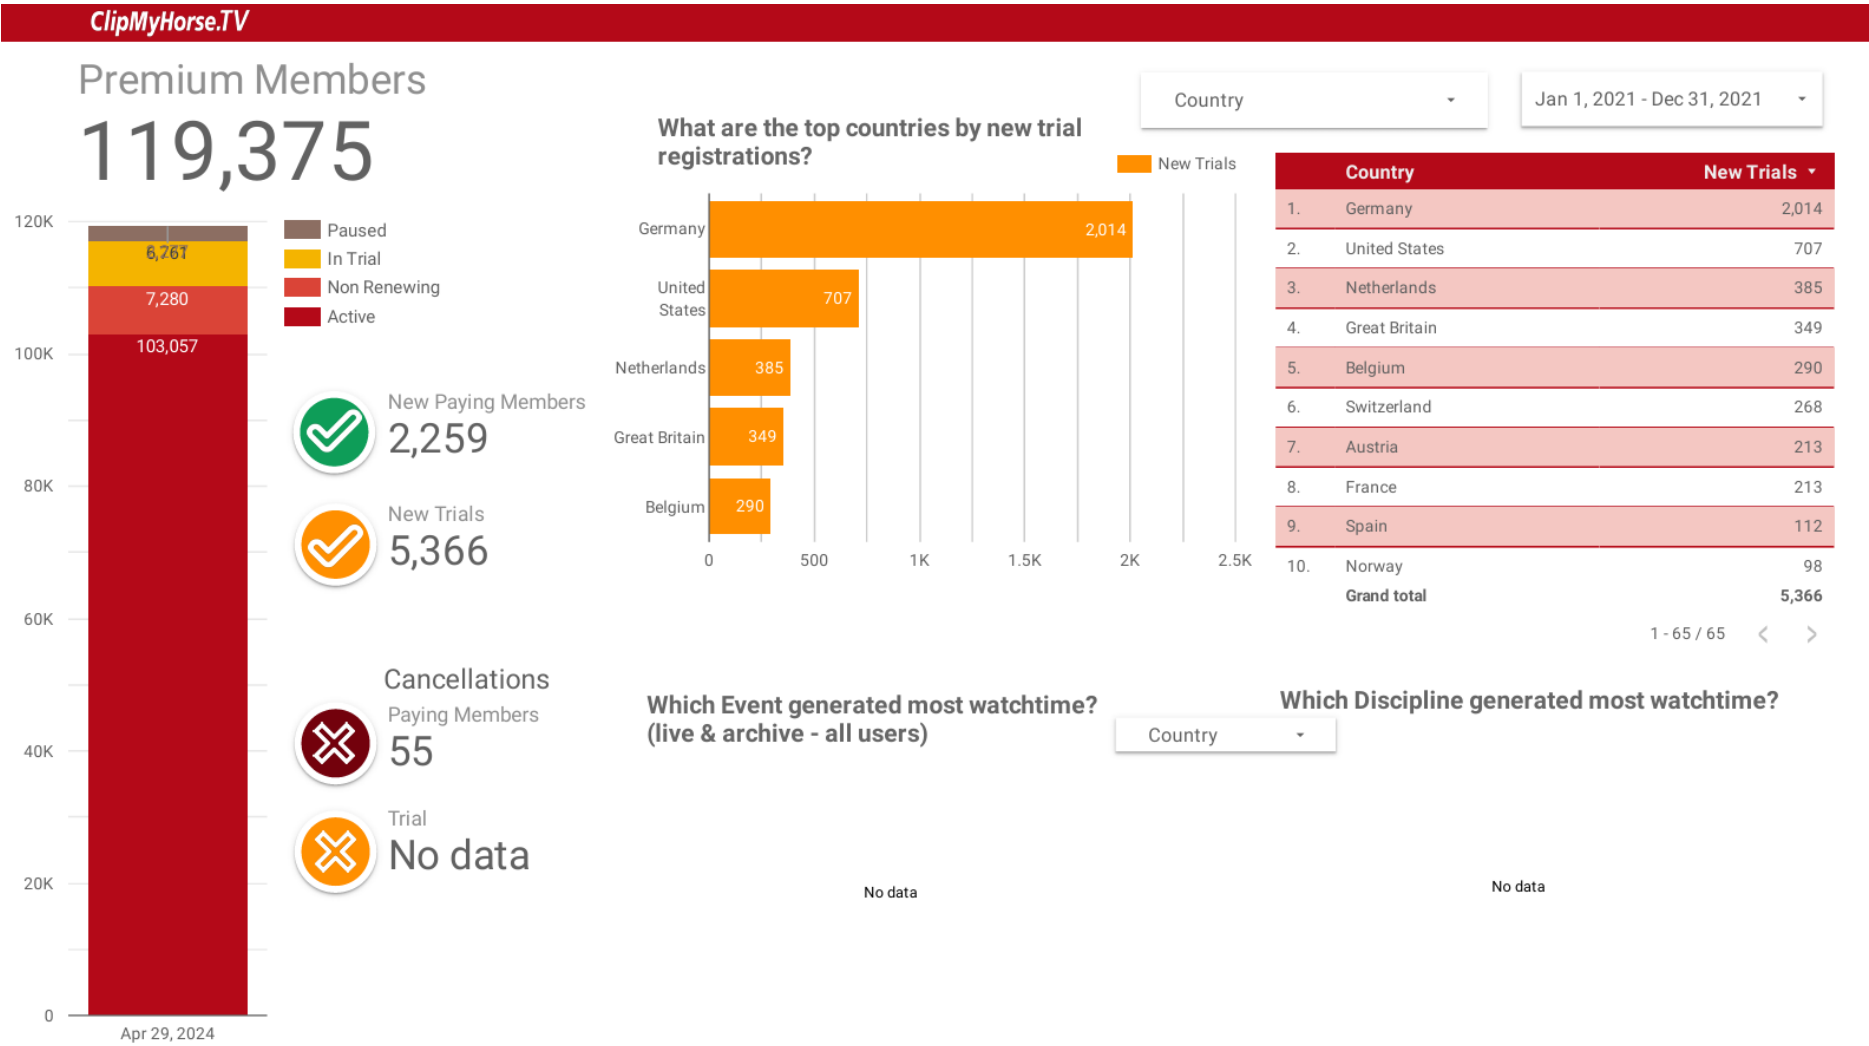 ClipMyHorse.TV
Premium Members
119,375
120K
100K
80K
60K
40K
20K
0
7,280
103,057
Apr 29, 2024
Paused
In Trial
Non Renewing
Active
New Paying Members
2,259
New Trials
5,366
Cancellations
Paying Members
55
Trial
No data
Country
Jan 1, 2021 - Dec 31, 2021
What are the top countries by new trial
registrations?
New Trials
Germany
2,014
United
States
707
Netherlands
385
Great Britain
349
Belgium
290
0 500 1K 1.5K 2K 2.5K
Country New Trials
1. Germany 2,014
2. United States 707
3. Netherlands 385
4. Great Britain 349
5. Belgium 290
6. Switzerland 268
7. Austria 213
8. France 213
9. Spain 112
10. Norway 98
Grand total 5,366
1 - 65 / 65
Which Event generated most watchtime?
(live & archive - all users)
Country
No data
Which Discipline generated most watchtime?
No data